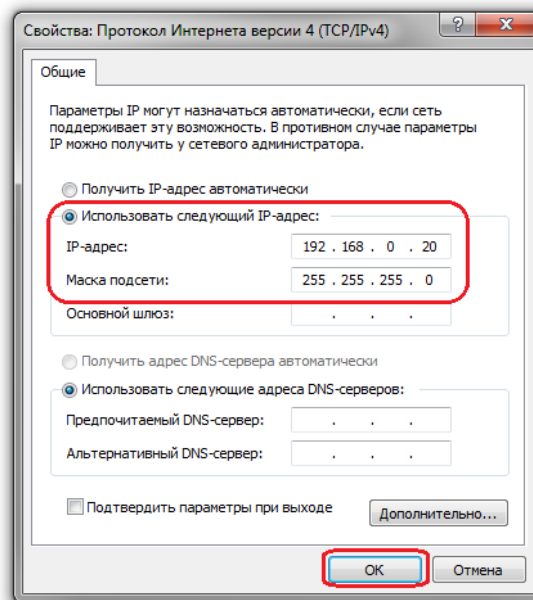 Свойства: Протокол Интернета версии 4 (TCP/IPv4)
Общие
Параметры IP могут назначаться автоматически, если сеть
поддерживает эту возможность. В противном случае параметры
IP можно получить у сетевого администратора.
Получить IP-адрес автоматически
Использовать следующий IP-адрес:
IP-адрес: 192 . 168 . 0 . 20
Маска подсети: 255 . 255 . 255 . 0
Основной шлюз: . . .
Получить адрес DNS-сервера автоматически
Использовать следующие адреса DNS-серверов:
Предпочитаемый DNS-сервер: . . .
Альтернативный DNS-сервер: . . .
Подтвердить параметры при выходе
Дополнительно...
ОК Отмена